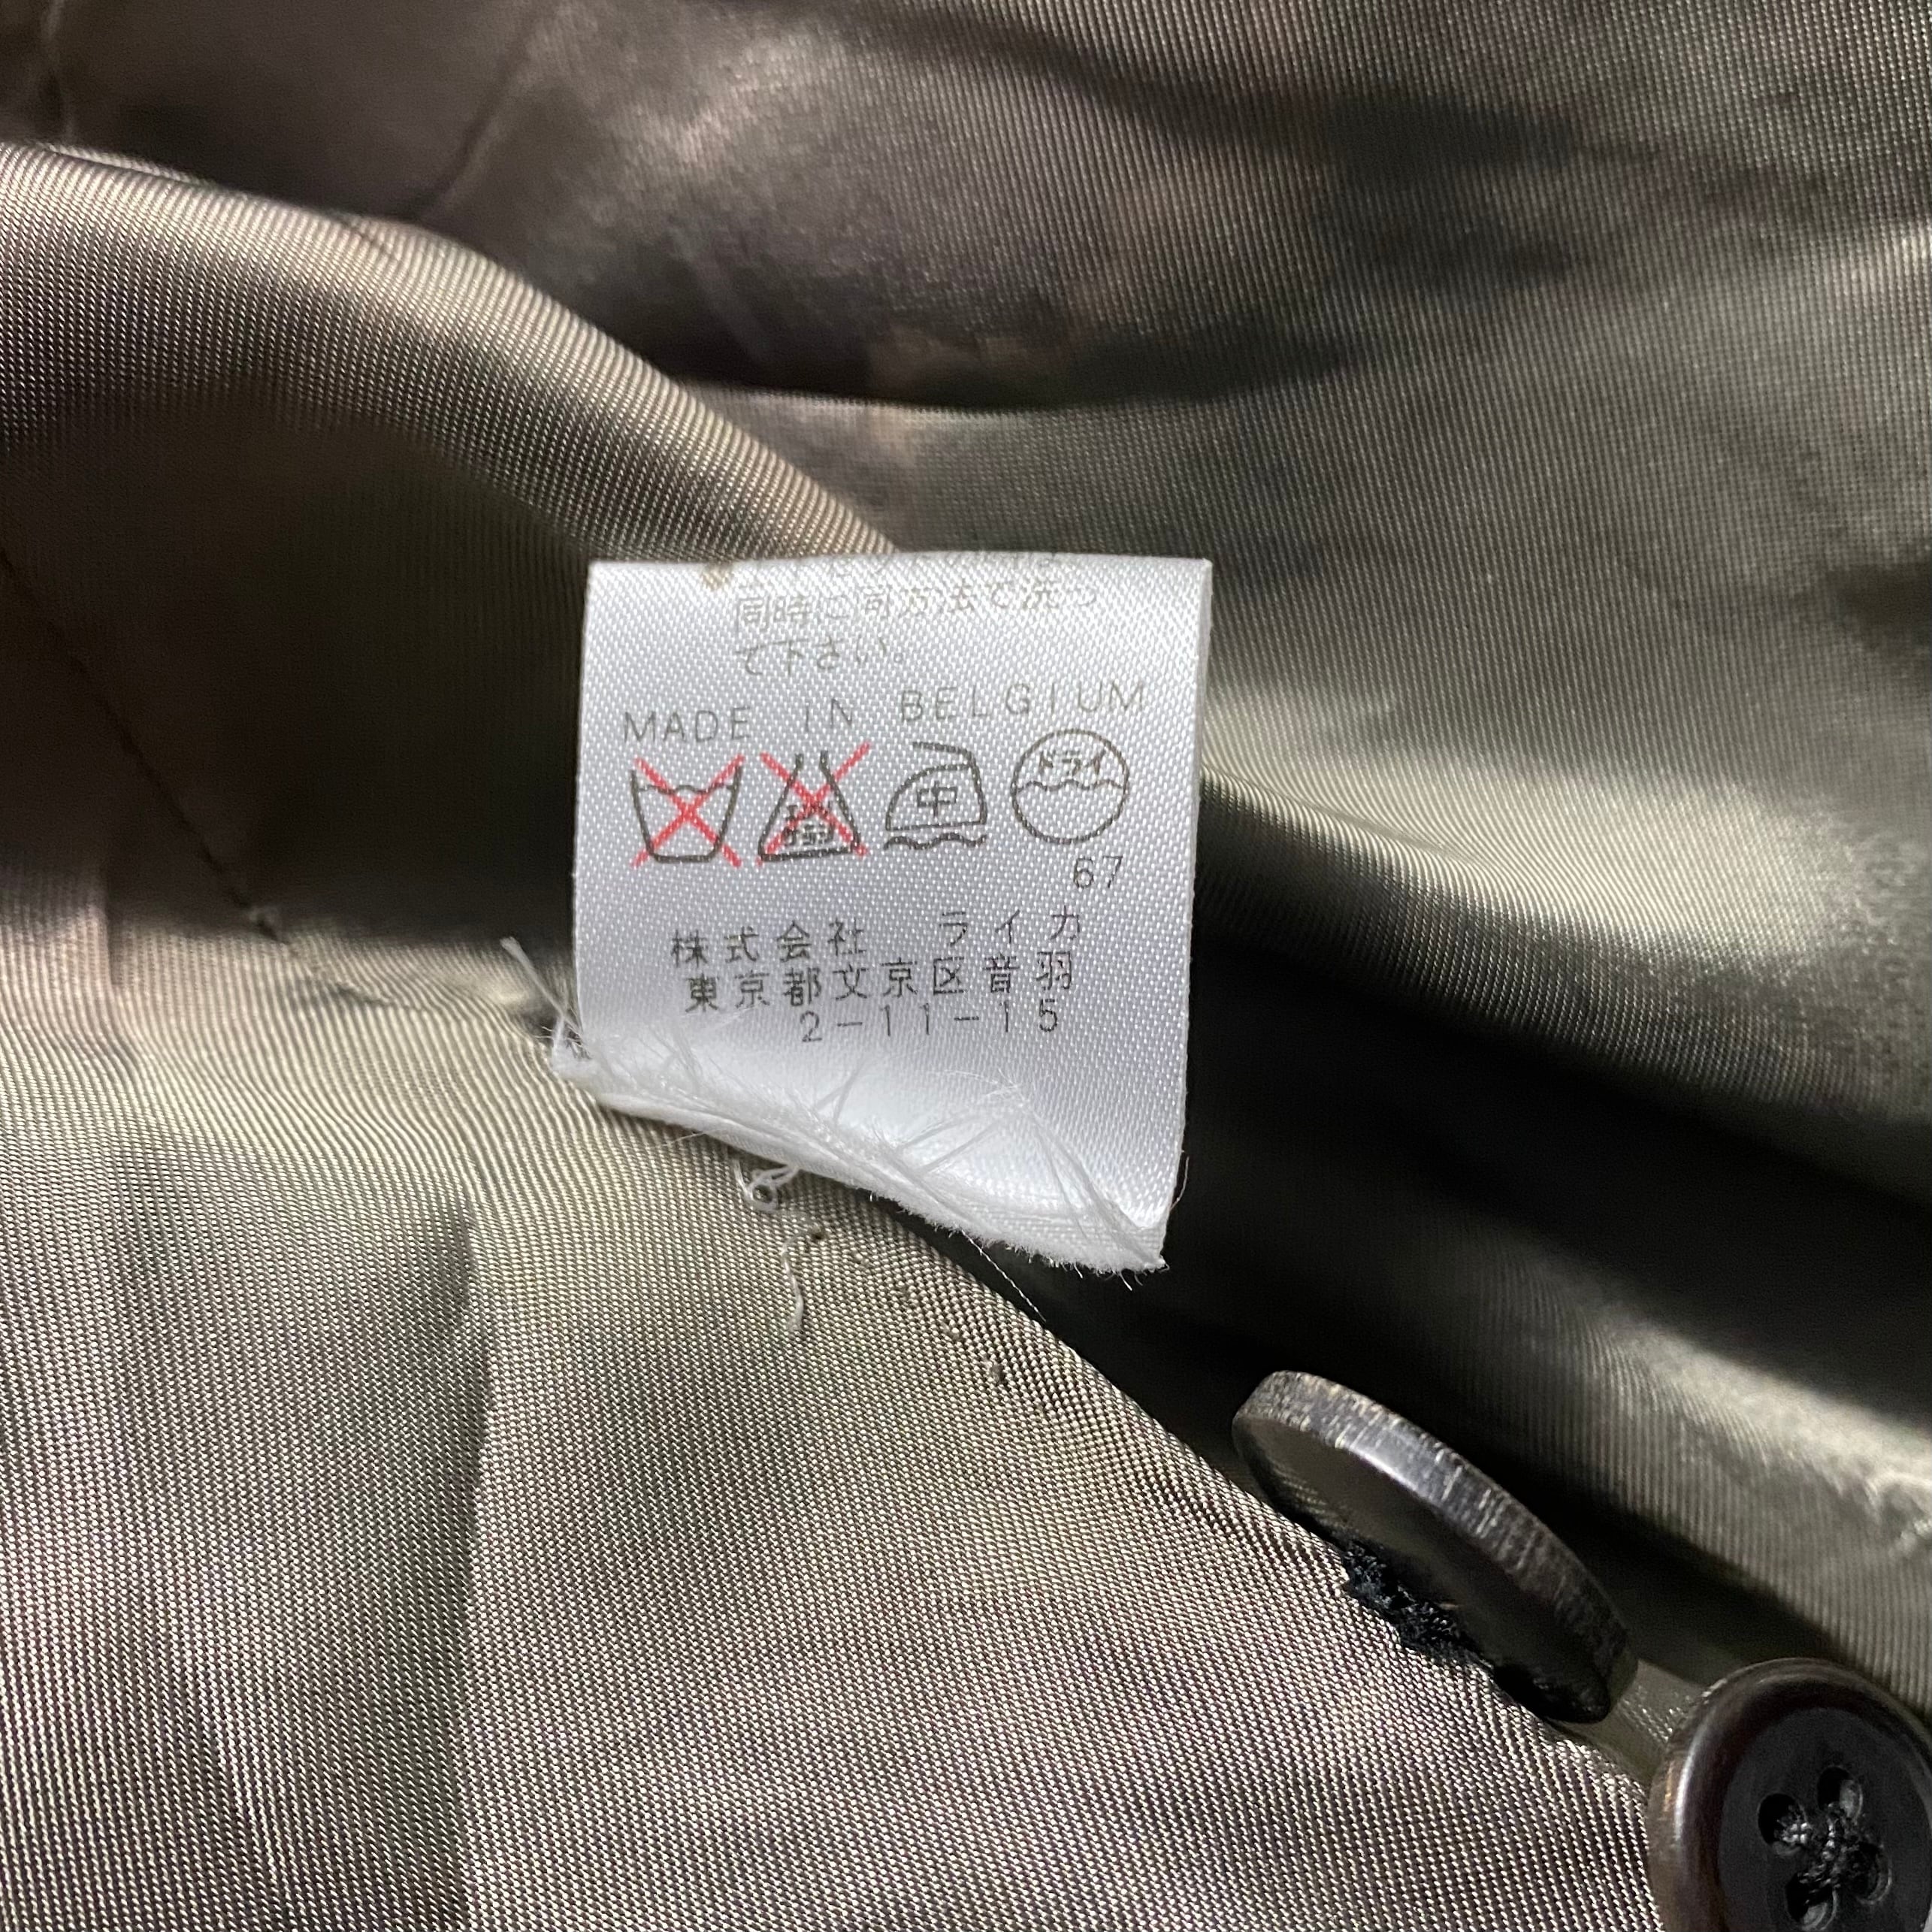 同時に同方法で洗っ
て下さい。
MADE IN BELGIUM
中 ドライ
67
株式会社 ライカ
東京都文京区音羽
2-11-15